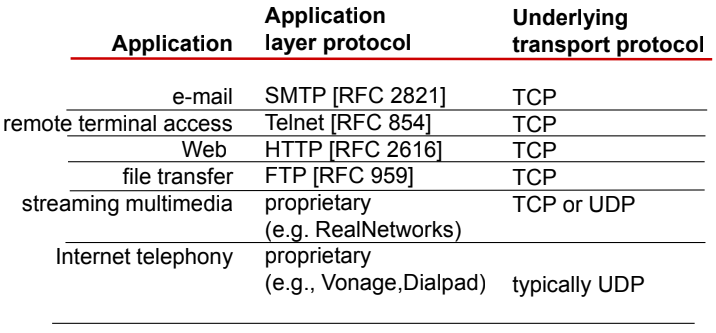 Application Application layer protocol Underlying transport protocol
e-mail SMTP [RFC 2821] TCP
remote terminal access Telnet [RFC 854] TCP
Web HTTP [RFC 2616] TCP
file transfer FTP [RFC 959] TCP
streaming multimedia proprietary TCP or UDP
(e.g. RealNetworks)
Internet telephony proprietary
(e.g., Vonage,Dialpad) typically UDP